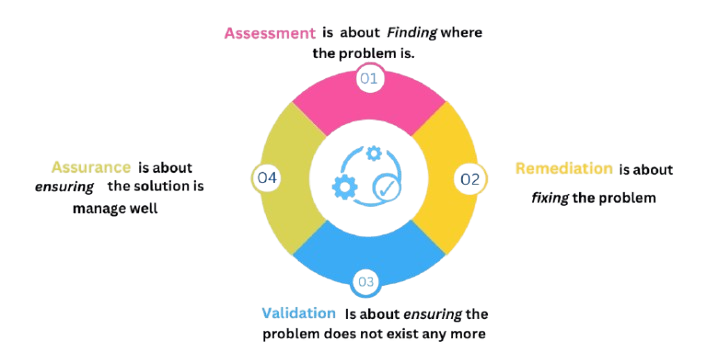 Assessment is about Finding where
the problem is.
01
Remediation is about
fixing the problem
02
03
Validation Is about ensuring the
problem does not exist any more
Assurance is about
ensuring the solution is
manage well
04